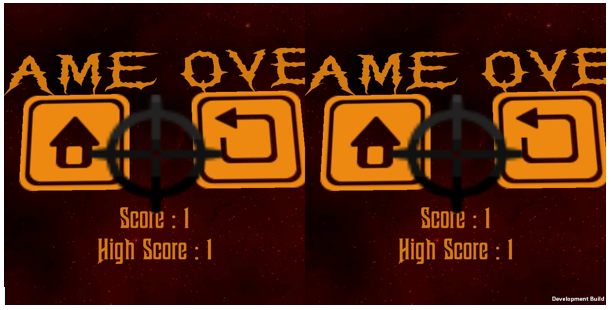 AME OVE AME OVE
Score : 1 Score : 1
High Score : 1 High Score : 1
Development Build